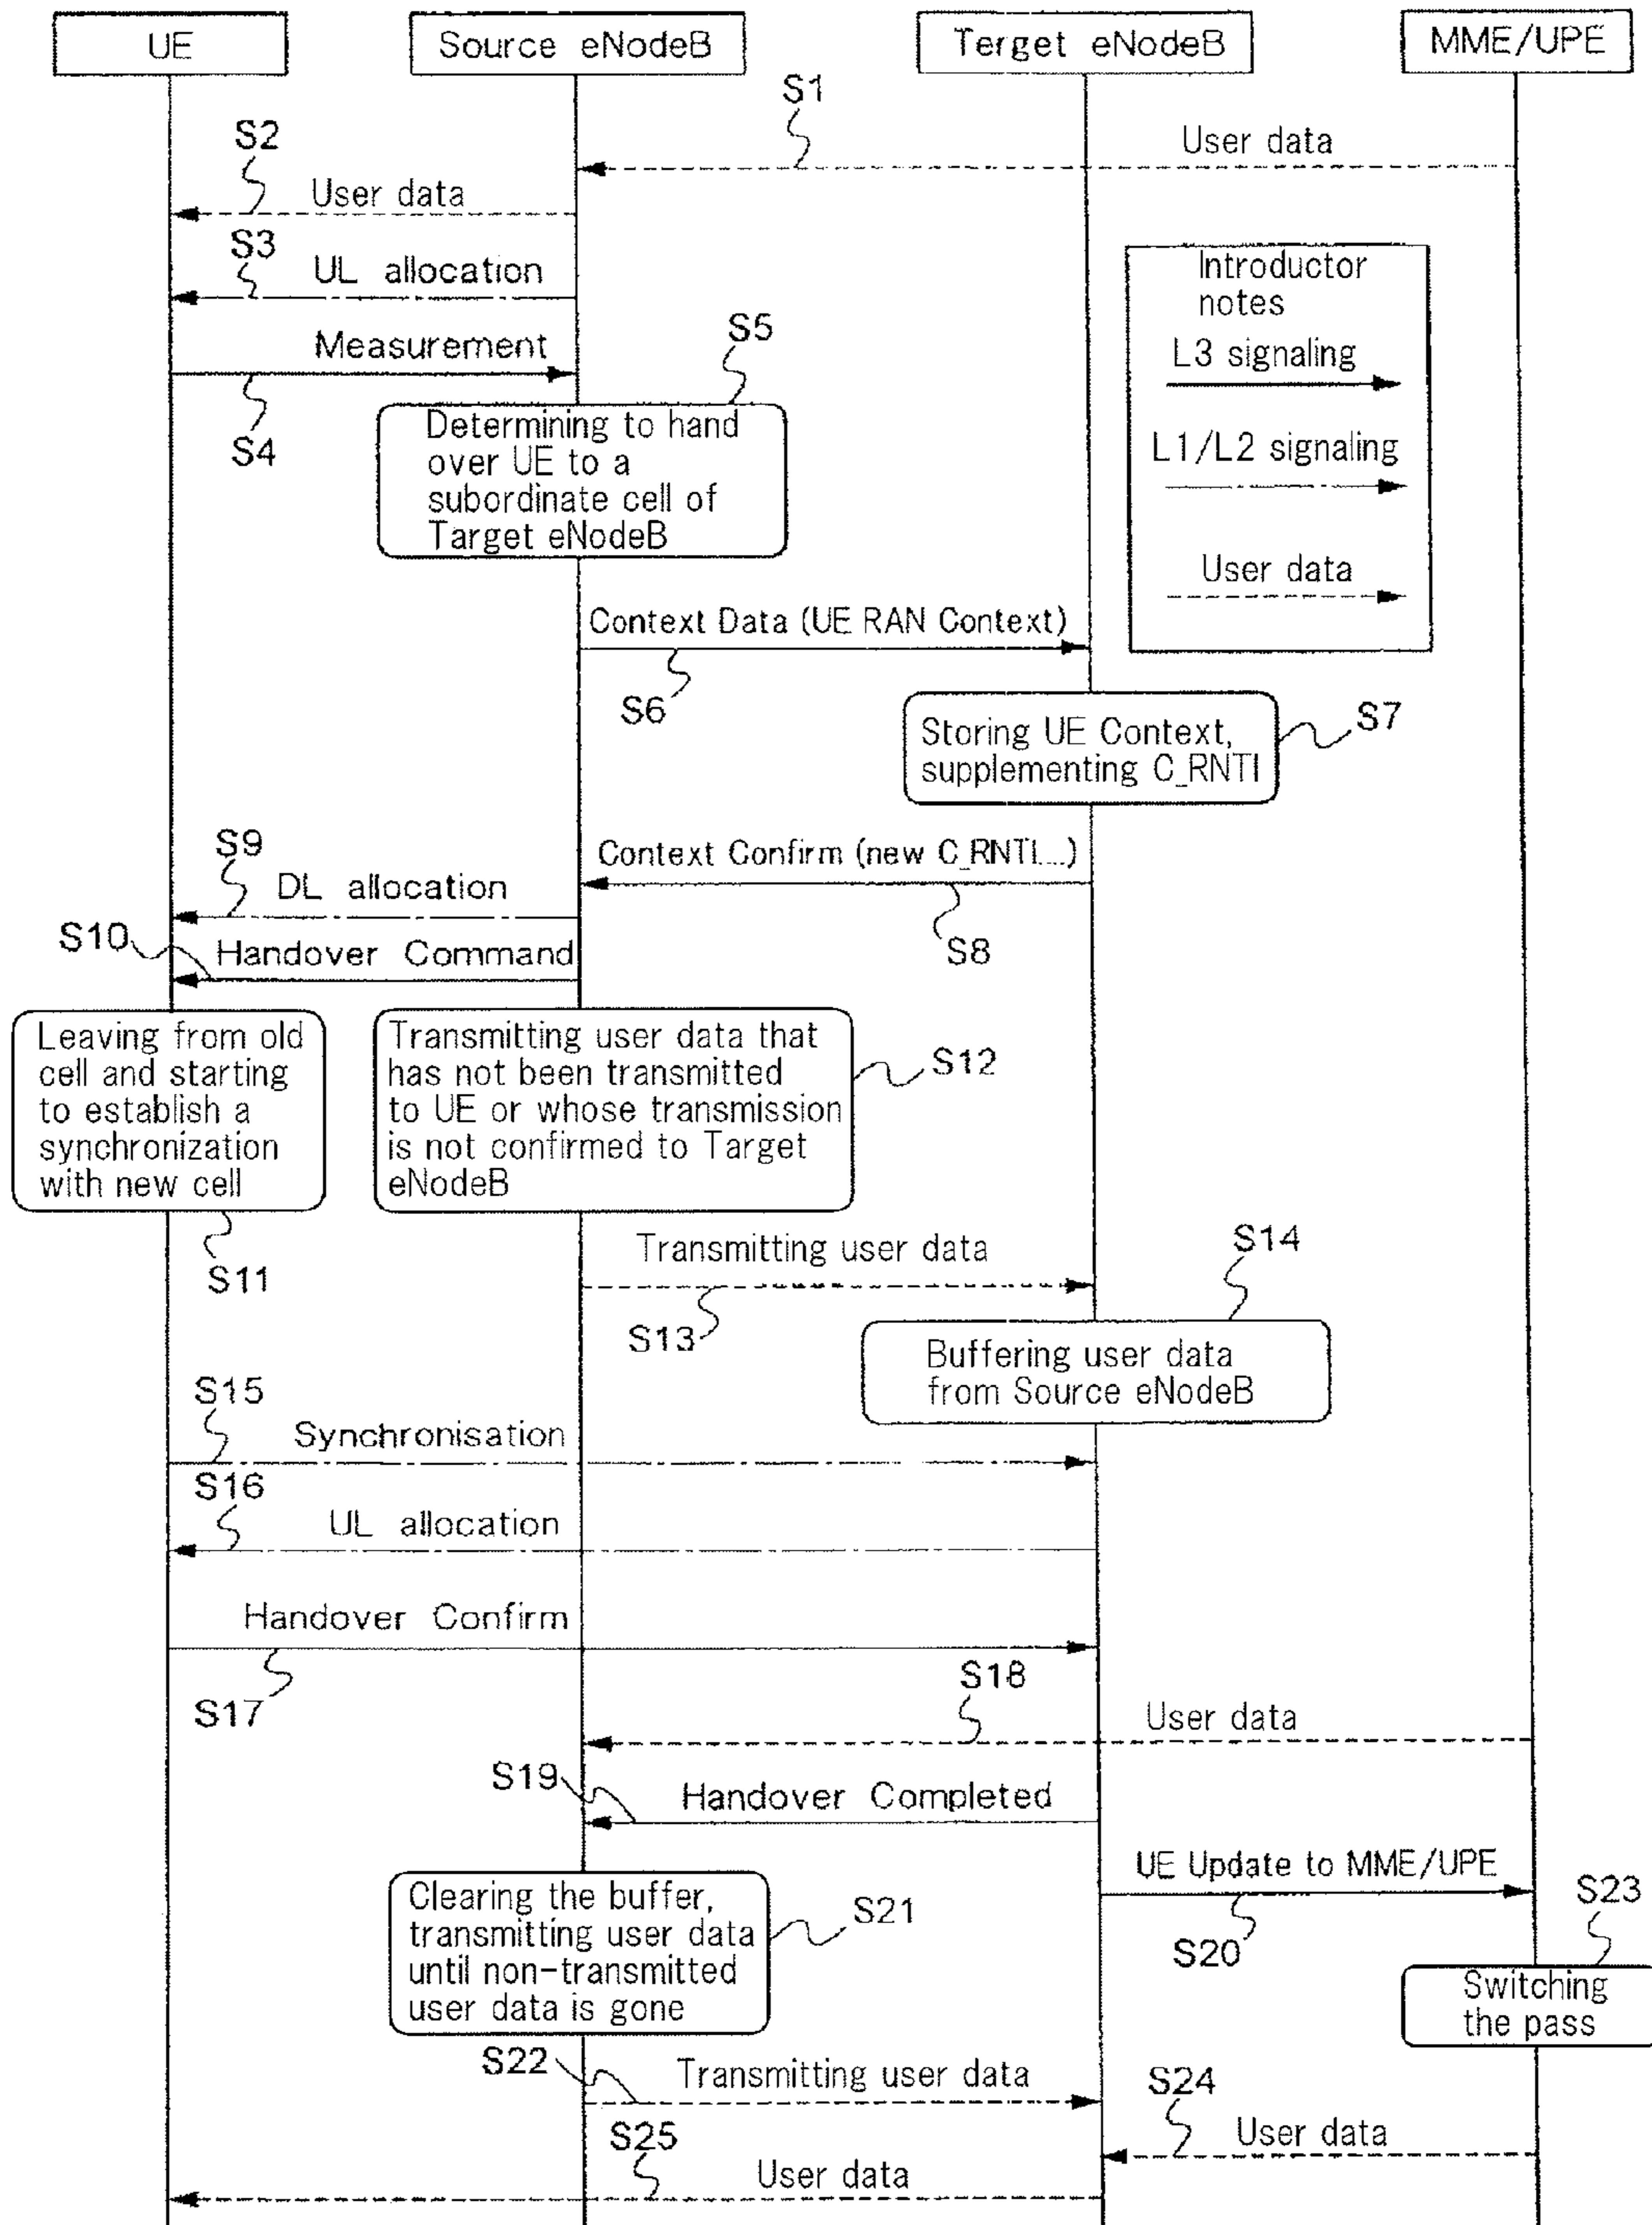 UE
Source eNodeB
Terget eNodeB
MME/UPE
S1
User data
S2
User data
S3
UL allocation
Introductor
notes
L3 signaling
L1/L2 signaling
User data
Measurement
S4
S5
Determining to hand
over UE to a
subordinate cell of
Target eNodeB
Context Data (UE RAN Context)
S6
S7
Storing UE Context,
supplementing C_RNTI
Context Confirm (new C_RNTI...)
S8
S9
DL allocation
S10
Handover Command
Leaving from old
cell and starting
to establish a
synchronization
with new cell
S11
Transmitting user data that
has not been transmitted
to UE or whose transmission
is not confirmed to Target
eNodeB
S12
Transmitting user data
S13
S14
Buffering user data
from Source eNodeB
S15
Synchronisation
S16
UL allocation
Handover Confirm
S17
S18
User data
S19
Handover Completed
UE Update to MME/UPE
S20
Clearing the buffer,
transmitting user data
until non-transmitted
user data is gone
S21
S23
Switching
the pass
S22
Transmitting user data
S24
User data
S25
User data